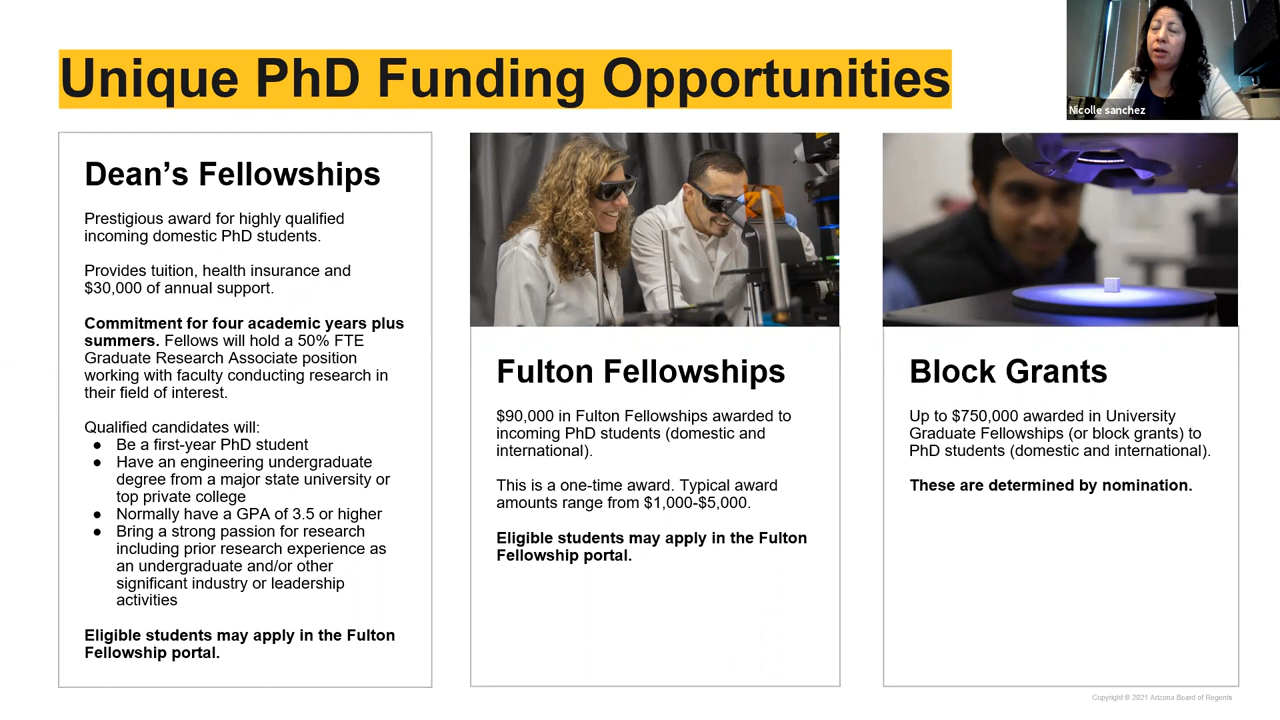 Unique PhD Funding Opportunities
Nicolle sanchez
Dean's Fellowships
Prestigious award for highly qualified
incoming domestic PhD students.
Provides tuition, health insurance and
$30,000 of annual support.
Commitment for four academic years plus
summers. Fellows will hold a 50% FTE
Graduate Research Associate position
working with faculty conducting research in
their field of interest.
Qualified candidates will:
● Be a first-year PhD student
● Have an engineering undergraduate
degree from a major state university or
top private college
● Normally have a GPA of 3.5 or higher
● Bring a strong passion for research
including prior research experience as
an undergraduate and/or other
significant industry or leadership
activities
Eligible students may apply in the Fulton
Fellowship portal.
Fulton Fellowships
$90,000 in Fulton Fellowships awarded to
incoming PhD students (domestic and
international).
This is a one-time award. Typical award
amounts range from $1,000-$5,000.
Eligible students may apply in the Fulton
Fellowship portal.
Block Grants
Up to $750,000 awarded in University
Graduate Fellowships (or block grants) to
PhD students (domestic and international).
These are determined by nomination.
Copyright © 2021 Arizona Board of Regents